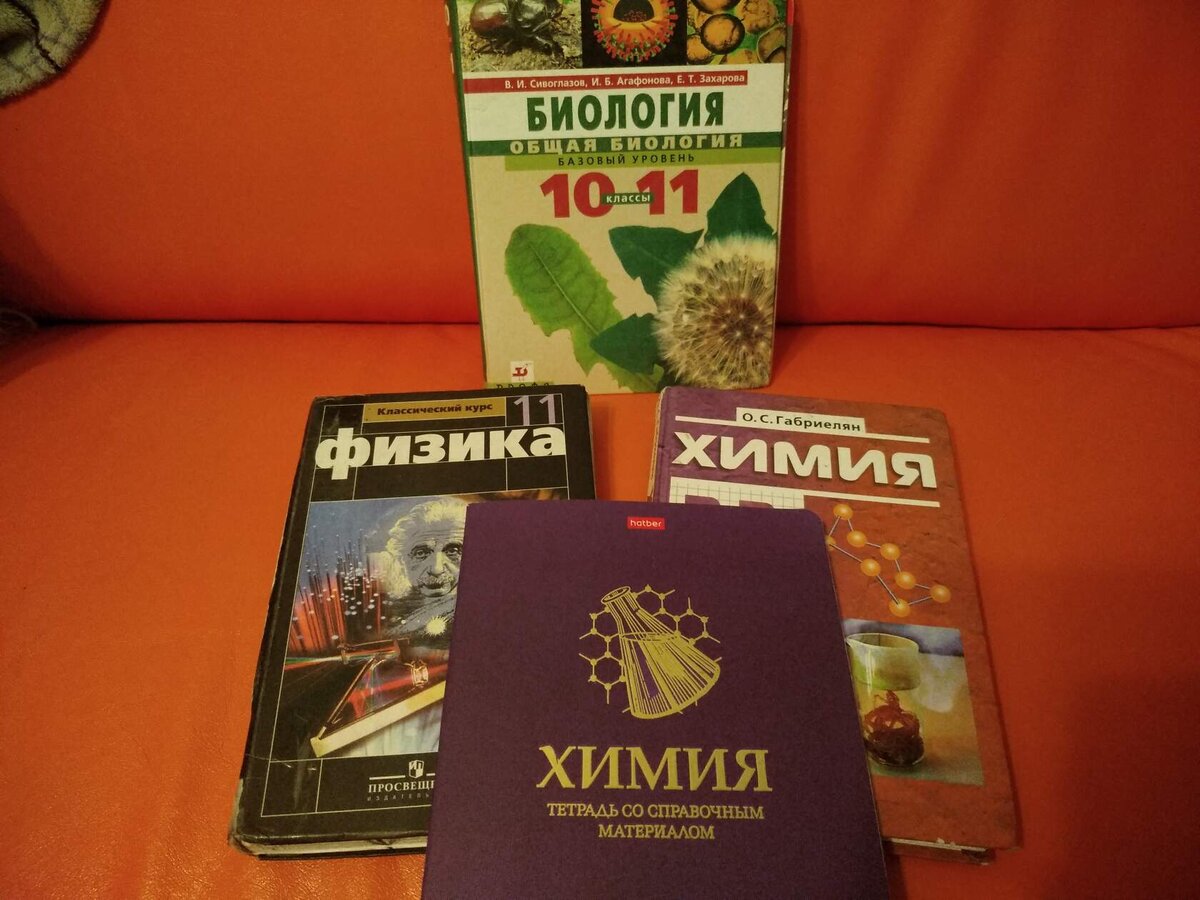 В. И. Сивоглазов, И. Б. Агафонова, Е. Т. Захарова
БИОЛОГИЯ
ОБЩАЯ БИОЛОГИЯ
БАЗОВЫЙ УРОВЕНЬ
10 классы 11
Классический курс
11
физика
О. С. Габриелян
ХИМИЯ
hatber
ХИМИЯ
ТЕТРАДЬ СО СПРАВОЧНЫМ
МАТЕРИАЛОМ